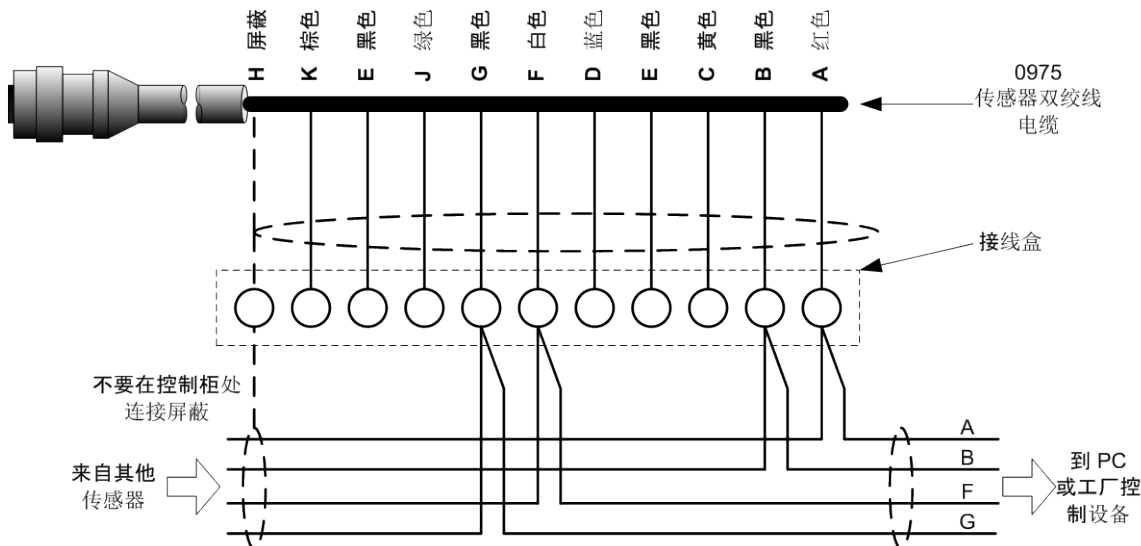 H 屏蔽
K 棕色
E 黑色
J 绿色
G 黑色
F 白色
D 蓝色
E 黑色
C 黄色
B 黑色
A 红色
0975
传感器双绞线
电缆
接线盒
不要在控制柜处
连接屏蔽
来自其他
传感器
A
B
F
G
到 PC
或工厂控
制设备